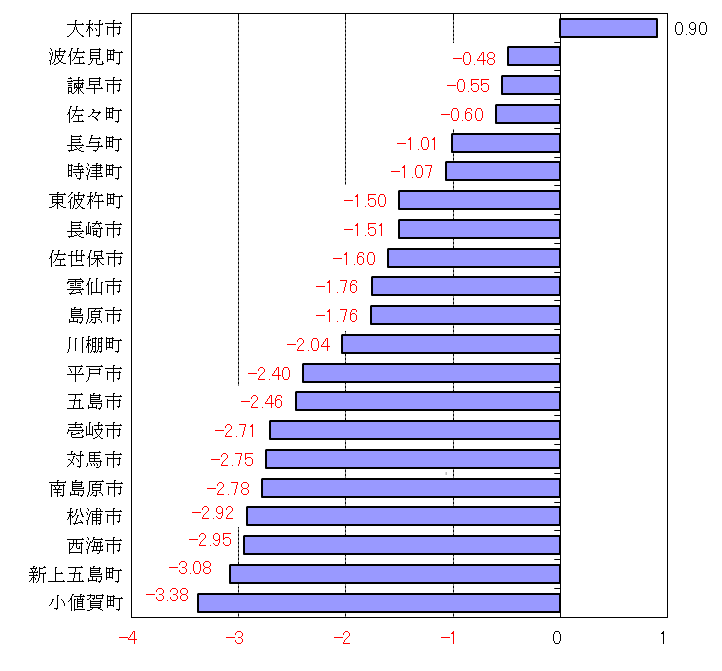 大村市 0.90
波佐見町 -0.48
諫早市 -0.55
佐々町 -0.60
長与町 -1.01
時津町 -1.07
東彼杵町 -1.50
長崎市 -1.51
佐世保市 -1.60
雲仙市 -1.76
島原市 -1.76
川棚町 -2.04
平戸市 -2.40
五島市 -2.46
壱岐市 -2.71
対馬市 -2.75
南島原市 -2.78
松浦市 -2.92
西海市 -2.95
新上五島町 -3.08
小値賀町 -3.38
-4 -3 -2 -1 0 1